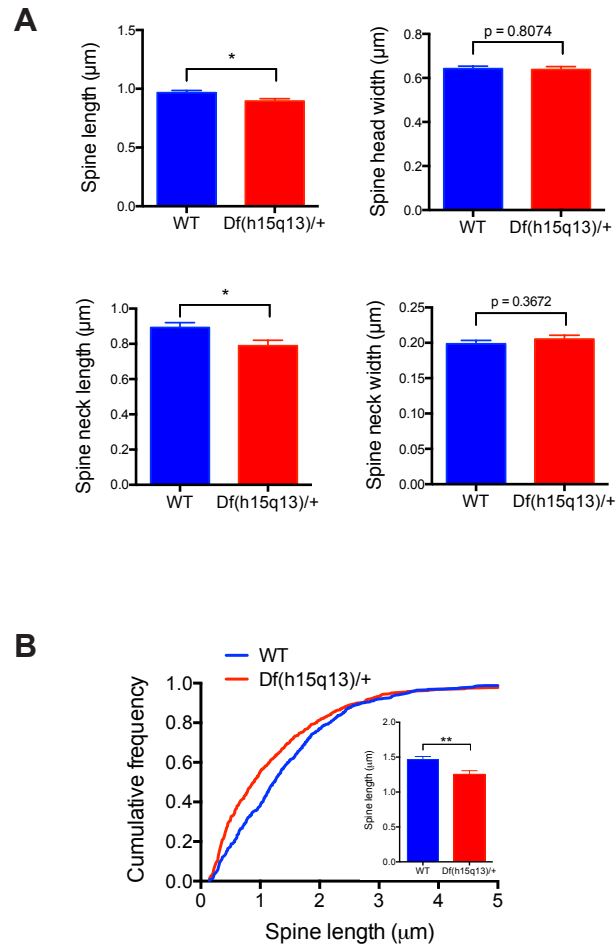 A
Spine length (µm)
1.5
1.0
0.5
0.0
*
WT Df(h15q13)/+
Spine head width (µm)
0.8
0.6
0.4
0.2
0.0
p = 0.8074
WT Df(h15q13)/+
Spine neck length (µm)
1.0
0.8
0.6
0.4
0.2
0.0
*
WT Df(h15q13)/+
Spine neck width (µm)
0.25
0.20
0.15
0.10
0.05
0.00
p = 0.3672
WT Df(h15q13)/+
B
WT
Df(h15q13)/+
Cumulative frequency
1.0
0.8
0.6
0.4
0.2
0.0
0 1 2 3 4 5
Spine length (µm)
Spine length (µm)
2.0
1.5
1.0
0.5
0.0
**
WT Df(h15q13)/+